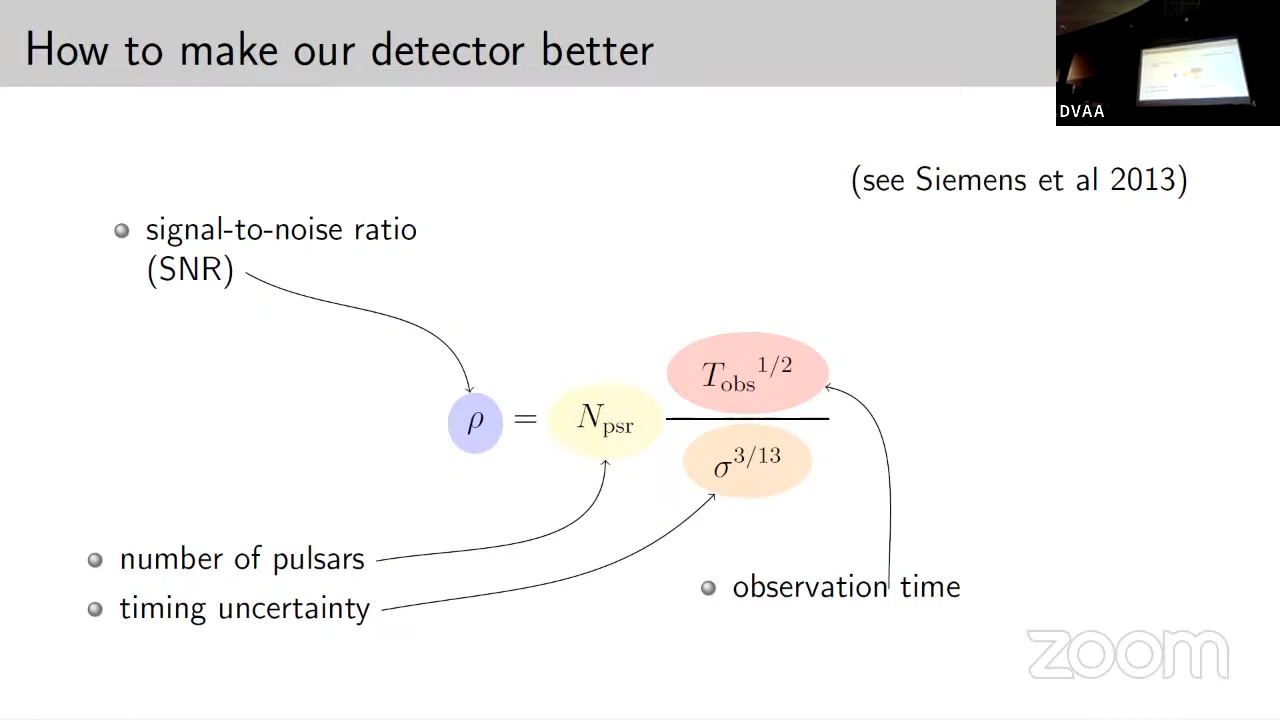 How to make our detector better
DVAA
(see Siemens et al 2013)
signal-to-noise ratio
(SNR)
ρ = N_psr T_obs^{1/2} / σ^{3/13}
number of pulsars
timing uncertainty
observation time
zoom